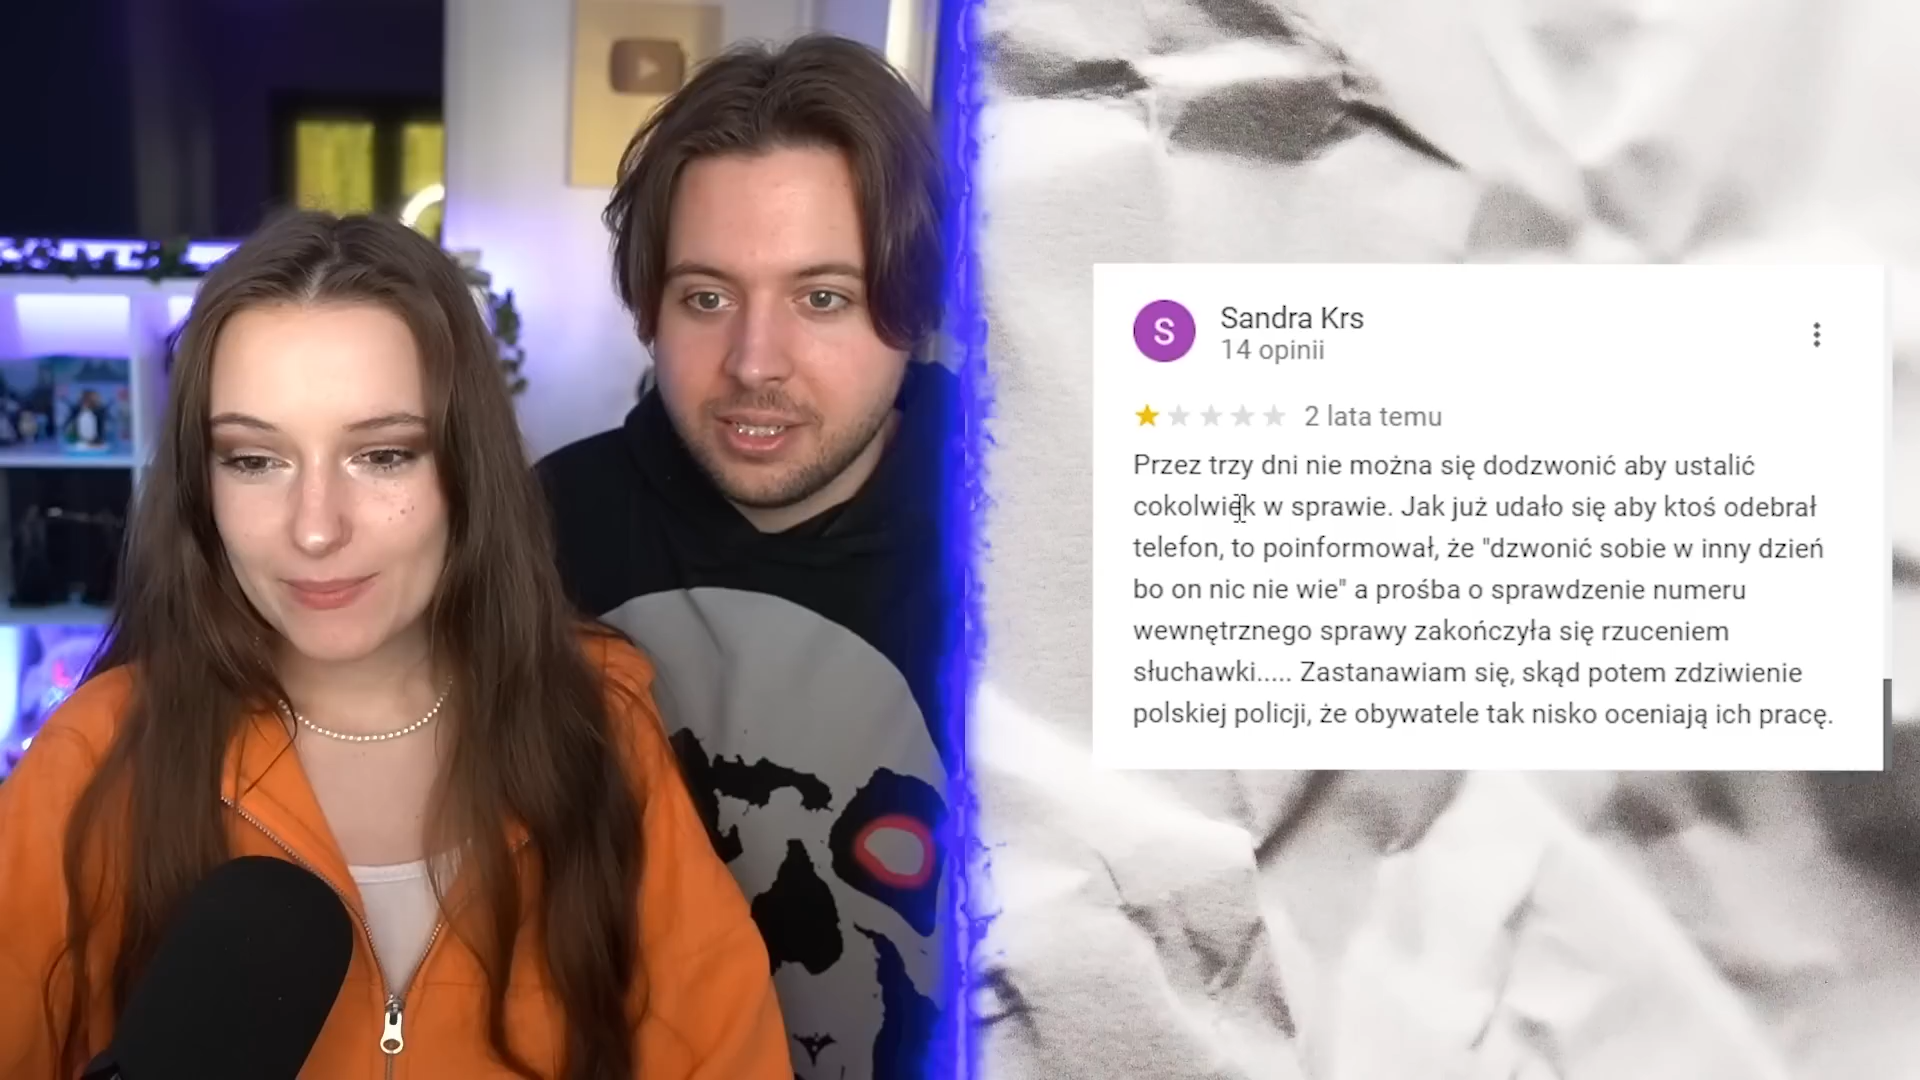 S
Sandra Krs
14 opinii
2 lata temu
Przez trzy dni nie można się dodzwonić aby ustalić
cokolwiek w sprawie. Jak już udało się aby ktoś odebrał
telefon, to poinformował, że "dzwonić sobie w inny dzień
bo on nic nie wie" a prośba o sprawdzenie numeru
wewnętrznego sprawy zakończyła się rzuceniem
słuchawki..... Zastanawiam się, skąd potem zdziwienie
polskiej policji, że obywatele tak nisko oceniają ich pracę.